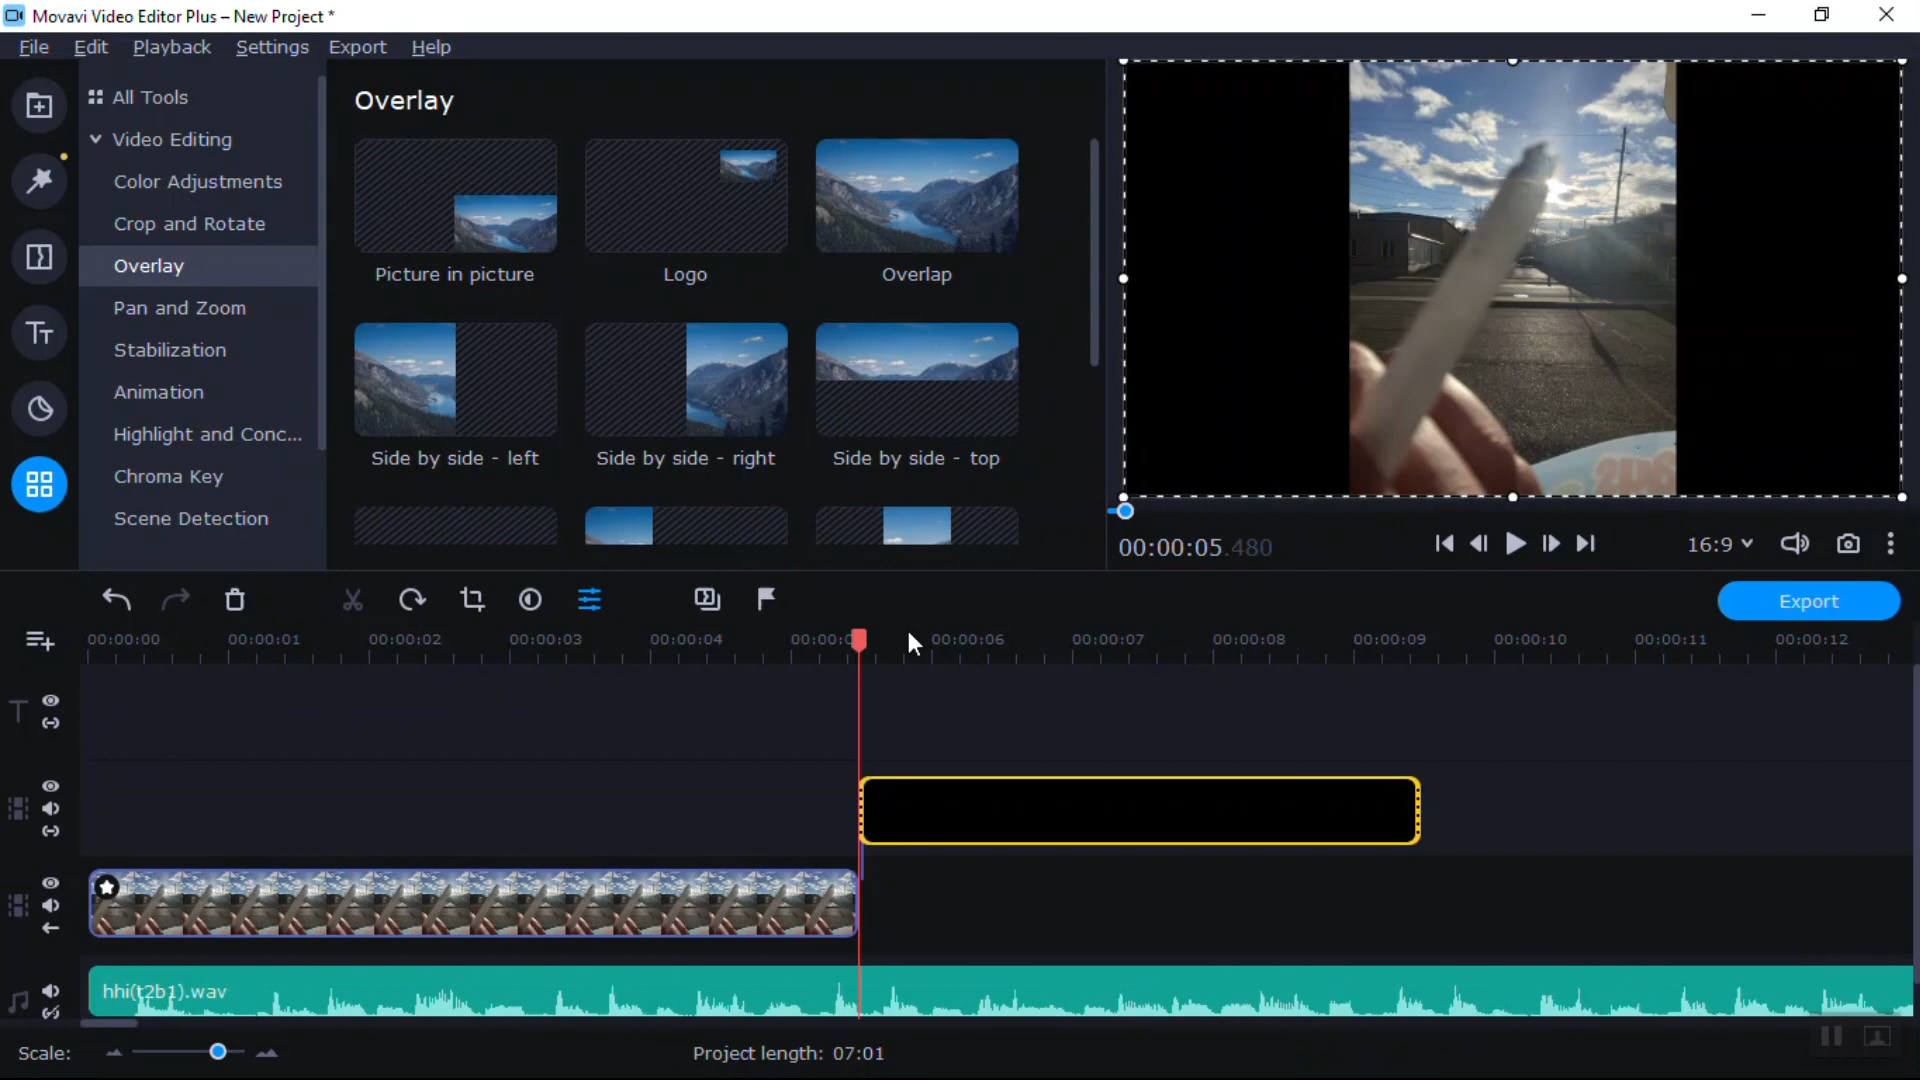 Movavi Video Editor Plus – New Project *
File Edit Playback Settings Export Help
All Tools
Video Editing
Color Adjustments
Crop and Rotate
Overlay
Pan and Zoom
Stabilization
Animation
Highlight and Conc...
Chroma Key
Scene Detection
Overlay
Picture in picture
Logo
Overlap
Side by side - left
Side by side - right
Side by side - top
00:00:05.480
16:9
Export
00:00:00 00:00:01 00:00:02 00:00:03 00:00:04 00:00:0 00:00:06 00:00:07 00:00:08 00:00:09 00:00:10 00:00:11 00:00:12
hhi(t2b1).wav
Scale:
Project length: 07:01